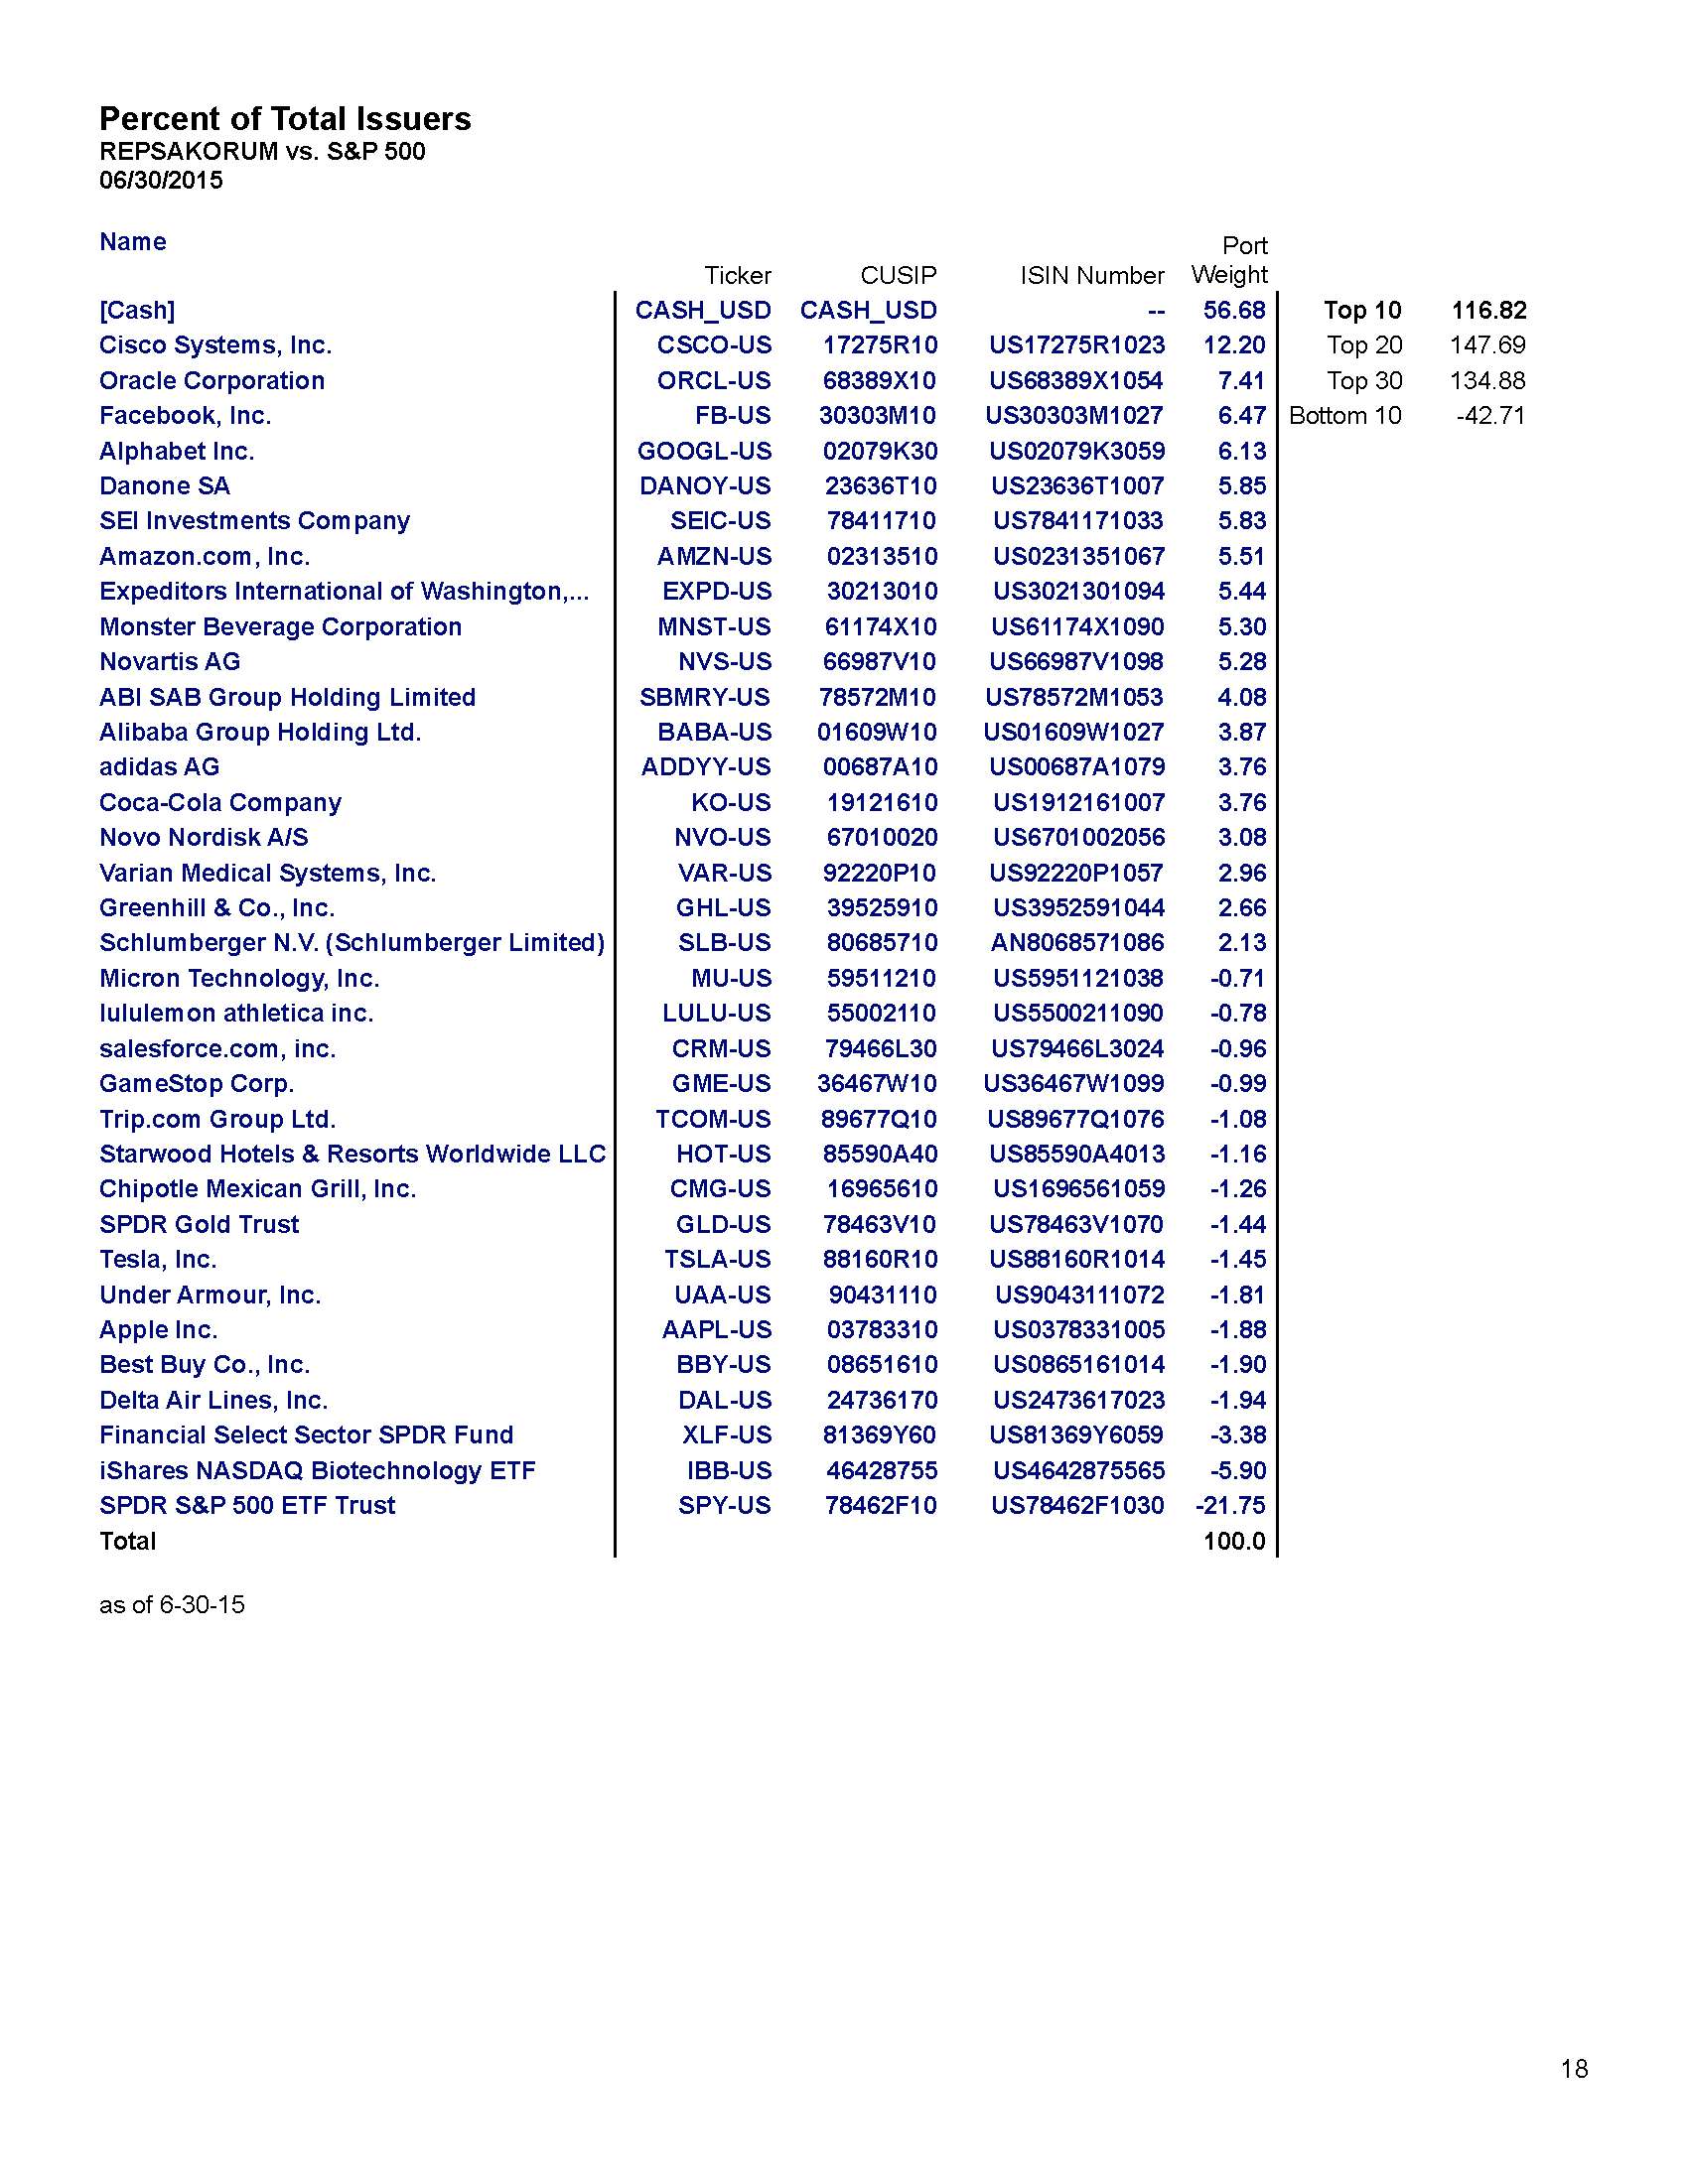 Percent of Total Issuers
REPSAKORUM vs. S&P 500
06/30/2015
Name Ticker CUSIP ISIN Number Port Weight
[Cash] CASH_USD CASH_USD -- 56.68 Top 10 116.82
Cisco Systems, Inc. CSCO-US 17275R10 US17275R1023 12.20 Top 20 147.69
Oracle Corporation ORCL-US 68389X10 US68389X1054 7.41 Top 30 134.88
Facebook, Inc. FB-US 30303M10 US30303M1027 6.47 Bottom 10 -42.71
Alphabet Inc. GOOGL-US 02079K30 US02079K3059 6.13
Danone SA DANOY-US 23636T10 US23636T1007 5.85
SEI Investments Company SEIC-US 78411710 US7841171033 5.83
Amazon.com, Inc. AMZN-US 02313510 US0231351067 5.51
Expeditors International of Washington,... EXPD-US 30213010 US3021301094 5.44
Monster Beverage Corporation MNST-US 61174X10 US61174X1090 5.30
Novartis AG NVS-US 66987V10 US66987V1098 5.28
ABI SAB Group Holding Limited SBMRY-US 78572M10 US78572M1053 4.08
Alibaba Group Holding Ltd. BABA-US 01609W10 US01609W1027 3.87
adidas AG ADDYY-US 00687A10 US00687A1079 3.76
Coca-Cola Company KO-US 19121610 US1912161007 3.76
Novo Nordisk A/S NVO-US 67010020 US6701002056 3.08
Varian Medical Systems, Inc. VAR-US 92220P10 US92220P1057 2.96
Greenhill & Co., Inc. GHL-US 39525910 US3952591044 2.66
Schlumberger N.V. (Schlumberger Limited) SLB-US 80685710 AN8068571086 2.13
Micron Technology, Inc. MU-US 59511210 US5951121038 -0.71
lululemon athletica inc. LULU-US 55002110 US5500211090 -0.78
salesforce.com, inc. CRM-US 79466L30 US79466L3024 -0.96
GameStop Corp. GME-US 36467W10 US36467W1099 -0.99
Trip.com Group Ltd. TCOM-US 89677Q10 US89677Q1076 -1.08
Starwood Hotels & Resorts Worldwide LLC HOT-US 85590A40 US85590A4013 -1.16
Chipotle Mexican Grill, Inc. CMG-US 16965610 US1696561059 -1.26
SPDR Gold Trust GLD-US 78463V10 US78463V1070 -1.44
Tesla, Inc. TSLA-US 88160R10 US88160R1014 -1.45
Under Armour, Inc. UAA-US 90431110 US9043111072 -1.81
Apple Inc. AAPL-US 03783310 US0378331005 -1.88
Best Buy Co., Inc. BBY-US 08651610 US0865161014 -1.90
Delta Air Lines, Inc. DAL-US 24736170 US2473617023 -1.94
Financial Select Sector SPDR Fund XLF-US 81369Y60 US81369Y6059 -3.38
iShares NASDAQ Biotechnology ETF IBB-US 46428755 US4642875565 -5.90
SPDR S&P 500 ETF Trust SPY-US 78462F10 US78462F1030 -21.75
Total 100.0
as of 6-30-15
18